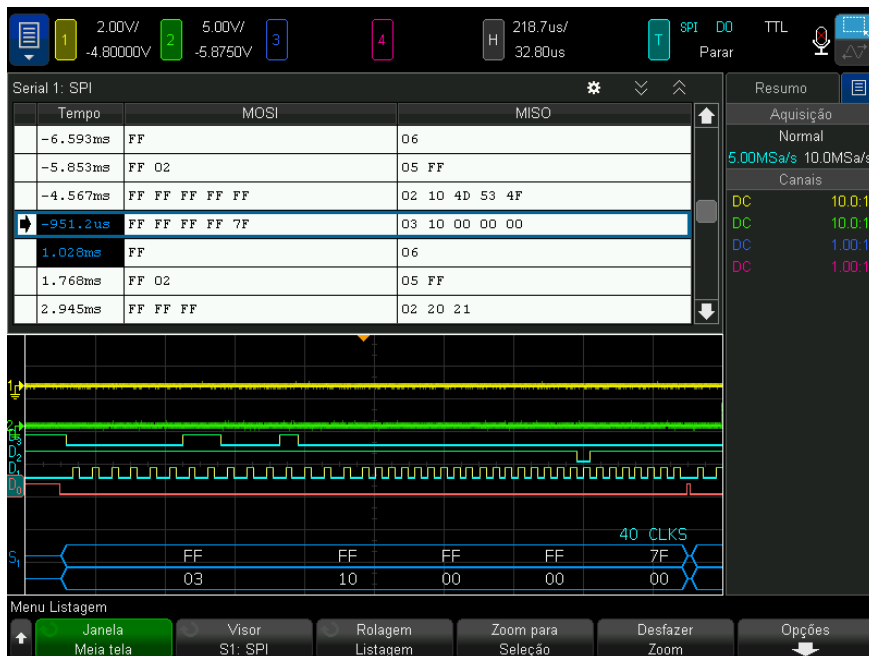 1 2.00V/ -4.80000V 2 5.00V/ -5.8750V 3 4 H 218.7us/ 32.80us T SPI D0 TTL Parar
Serial 1: SPI
Resumo
Tempo MOSI MISO
Aquisição
Normal
5.00MSa/s 10.0MSa/s
Canais
DC 10.0:1
DC 10.0:1
DC 1.00:1
DC 1.00:1
-6.593ms FF 06
-5.853ms FF 02 05 FF
-4.567ms FF FF FF FF FF 02 10 4D 53 4F
-951.2us FF FF FF FF 7F 03 10 00 00 00
1.028ms FF 06
1.768ms FF 02 05 FF
2.945ms FF FF FF 02 20 21
1
2
D3
D2
D1
D0
40 CLKS
S1 FF FF FF FF 7F
03 10 00 00 00
Menu Listagem
Janela
Meia tela
Visor
S1: SPI
Rolagem
Listagem
Zoom para
Seleção
Desfazer
Zoom
Opções